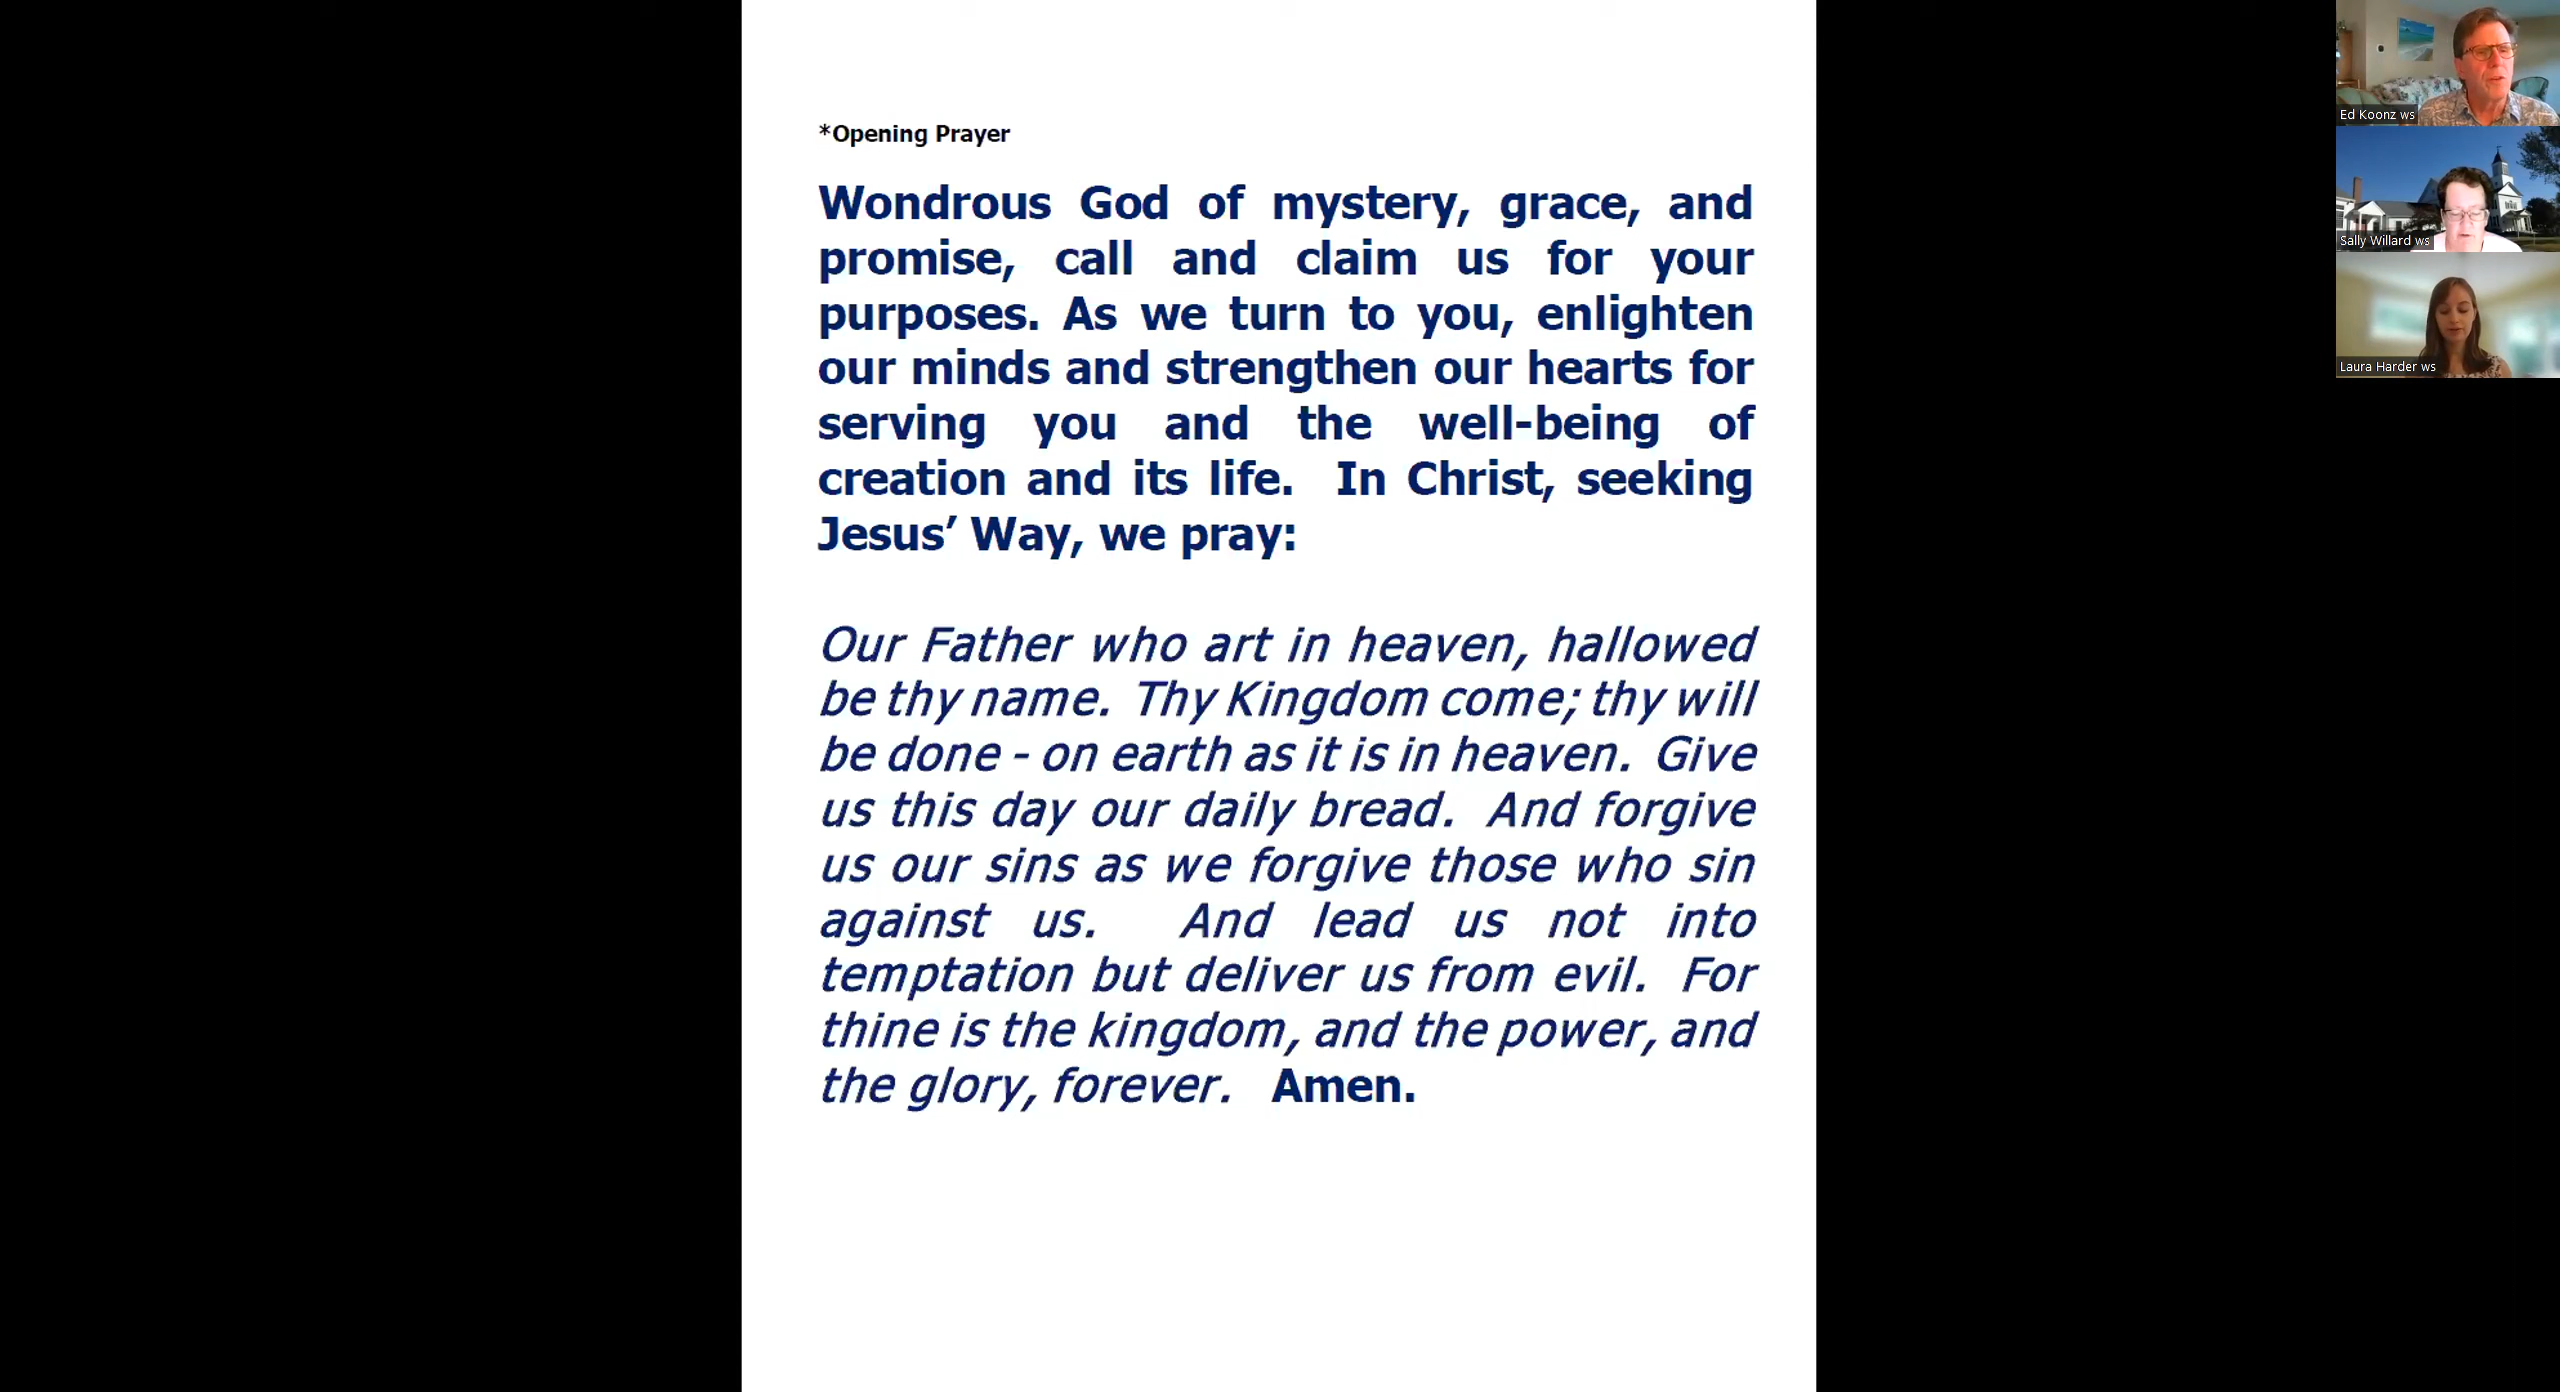 *Opening Prayer
Wondrous God of mystery, grace, and
promise, call and claim us for your
purposes. As we turn to you, enlighten
our minds and strengthen our hearts for
serving you and the well-being of
creation and its life.  In Christ, seeking
Jesus’ Way, we pray:
Our Father who art in heaven, hallowed
be thy name.  Thy Kingdom come; thy will
be done - on earth as it is in heaven.  Give
us this day our daily bread.  And forgive
us our sins as we forgive those who sin
against us.  And lead us not into
temptation but deliver us from evil.  For
thine is the kingdom, and the power, and
the glory, forever.  Amen.
Ed Koonz ws
Sally Willard ws
Laura Harder ws